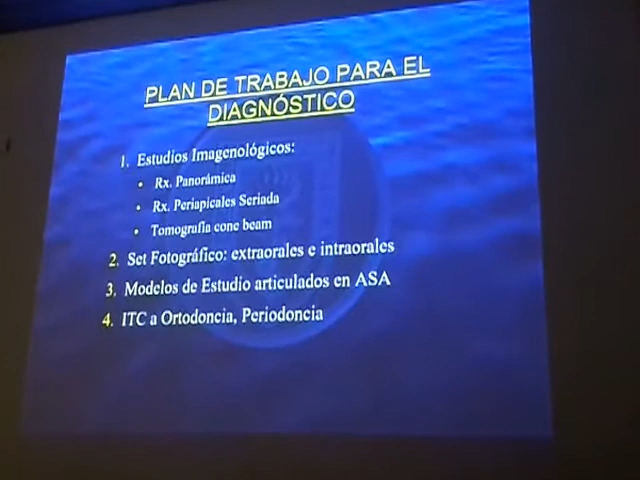 PLAN DE TRABAJO PARA EL
DIAGNÓSTICO
1. Estudios Imagenológicos:
• Rx. Panorámica
• Rx. Periapicales Seriada
• Tomografía cone beam
2. Set Fotográfico: extraorales e intraorales
3. Modelos de Estudio articulados en ASA
4. ITC a Ortodoncia, Periodoncia